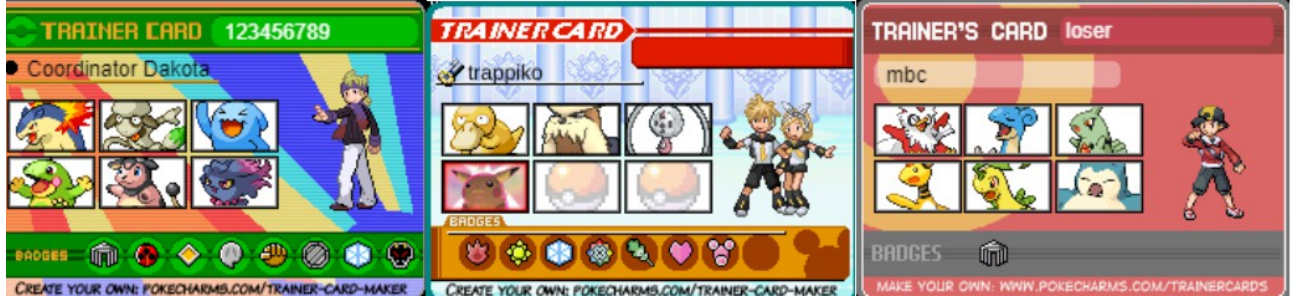 TRAINER CARD 123456789
Coordinator Dakota
BADGES
CREATE YOUR OWN: POKECHARMS.COM/TRAINER-CARD-MAKER
TRAINER CARD
trappiko
BADGES
CREATE YOUR OWN: POKECHARMS.COM/TRAINER-CARD-MAKER
TRAINER'S CARD loser
mbc
BADGES
MAKE YOUR OWN: WWW.POKECHARMS.COM/TRAINERCARDS